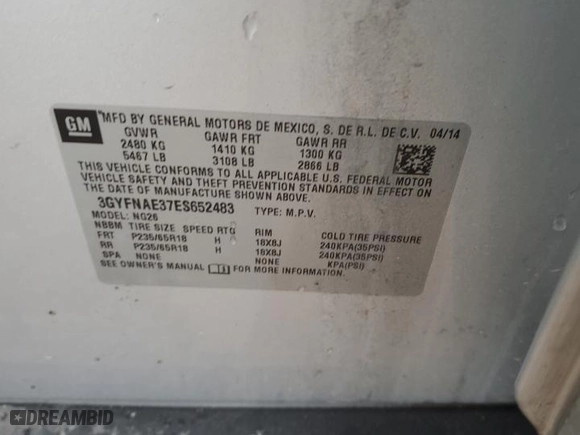 GM
MFD BY GENERAL MOTORS DE MEXICO, S. DE R.L. DE C.V. 04/14
GVWR GAWR FRT GAWR RR
2480 KG 1410 KG 1300 KG
5467 LB 3108 LB 2866 LB
THIS VEHICLE CONFORMS TO ALL APPLICABLE U.S. FEDERAL MOTOR
VEHICLE SAFETY AND THEFT PREVENTION STANDARDS IN EFFECT ON
THE DATE OF MANUFACTURE SHOWN ABOVE.
3GYFNAE37ES652483 TYPE: M.P.V.
MODEL: NG26
NBBM TIRE SIZE SPEED RTG RIM COLD TIRE PRESSURE
FRT P235/65R18 H 18X8J 240KPA(35PSI)
RR P235/65R18 H 18X8J 240KPA(35PSI)
SPA NONE NONE KPA(PSI)
SEE OWNER'S MANUAL FOR MORE INFORMATION.
DREAMBID